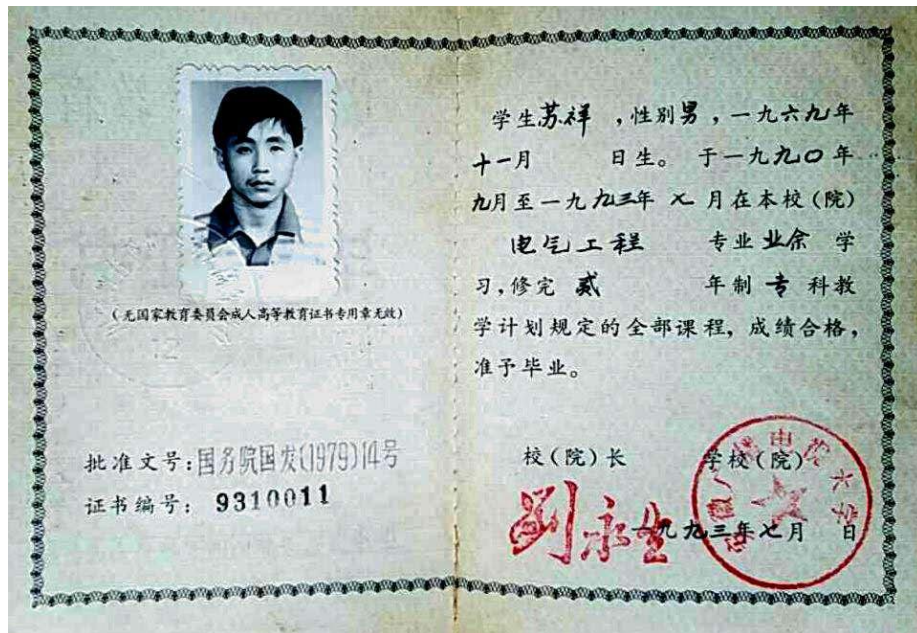 (无国家教育委员会成人高等教育证书专用章无效)
批准文号:国务院国发(1979)14号
证书编号: 9310011
学生苏祥 ,性别男,一九六九年
十一月 日生。 于一九九〇年
九月至一九九三年 七 月在本校(院)
电气工程 专业业余 学
习,修完 贰 年制 专 科教
学计划规定的全部课程, 成绩合格,
准予毕业。
校(院)长 学校(院)
刘永生
一九九三年七月 日